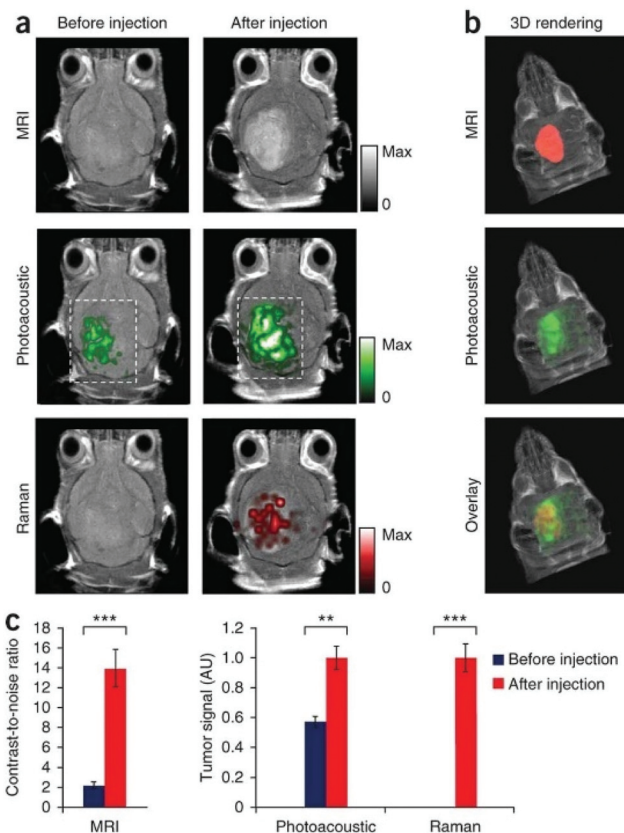 a
Before injection
After injection
b
3D rendering
MRI
Max
0
MRI
Photoacoustic
Max
0
Photoacoustic
Raman
Max
0
Overlay
c
***
**
***
Contrast-to-noise ratio
18
16
14
12
10
8
6
4
2
0
MRI
Tumor signal (AU)
1.2
1.0
0.8
0.6
0.4
0.2
0
Photoacoustic
Raman
Before injection
After injection